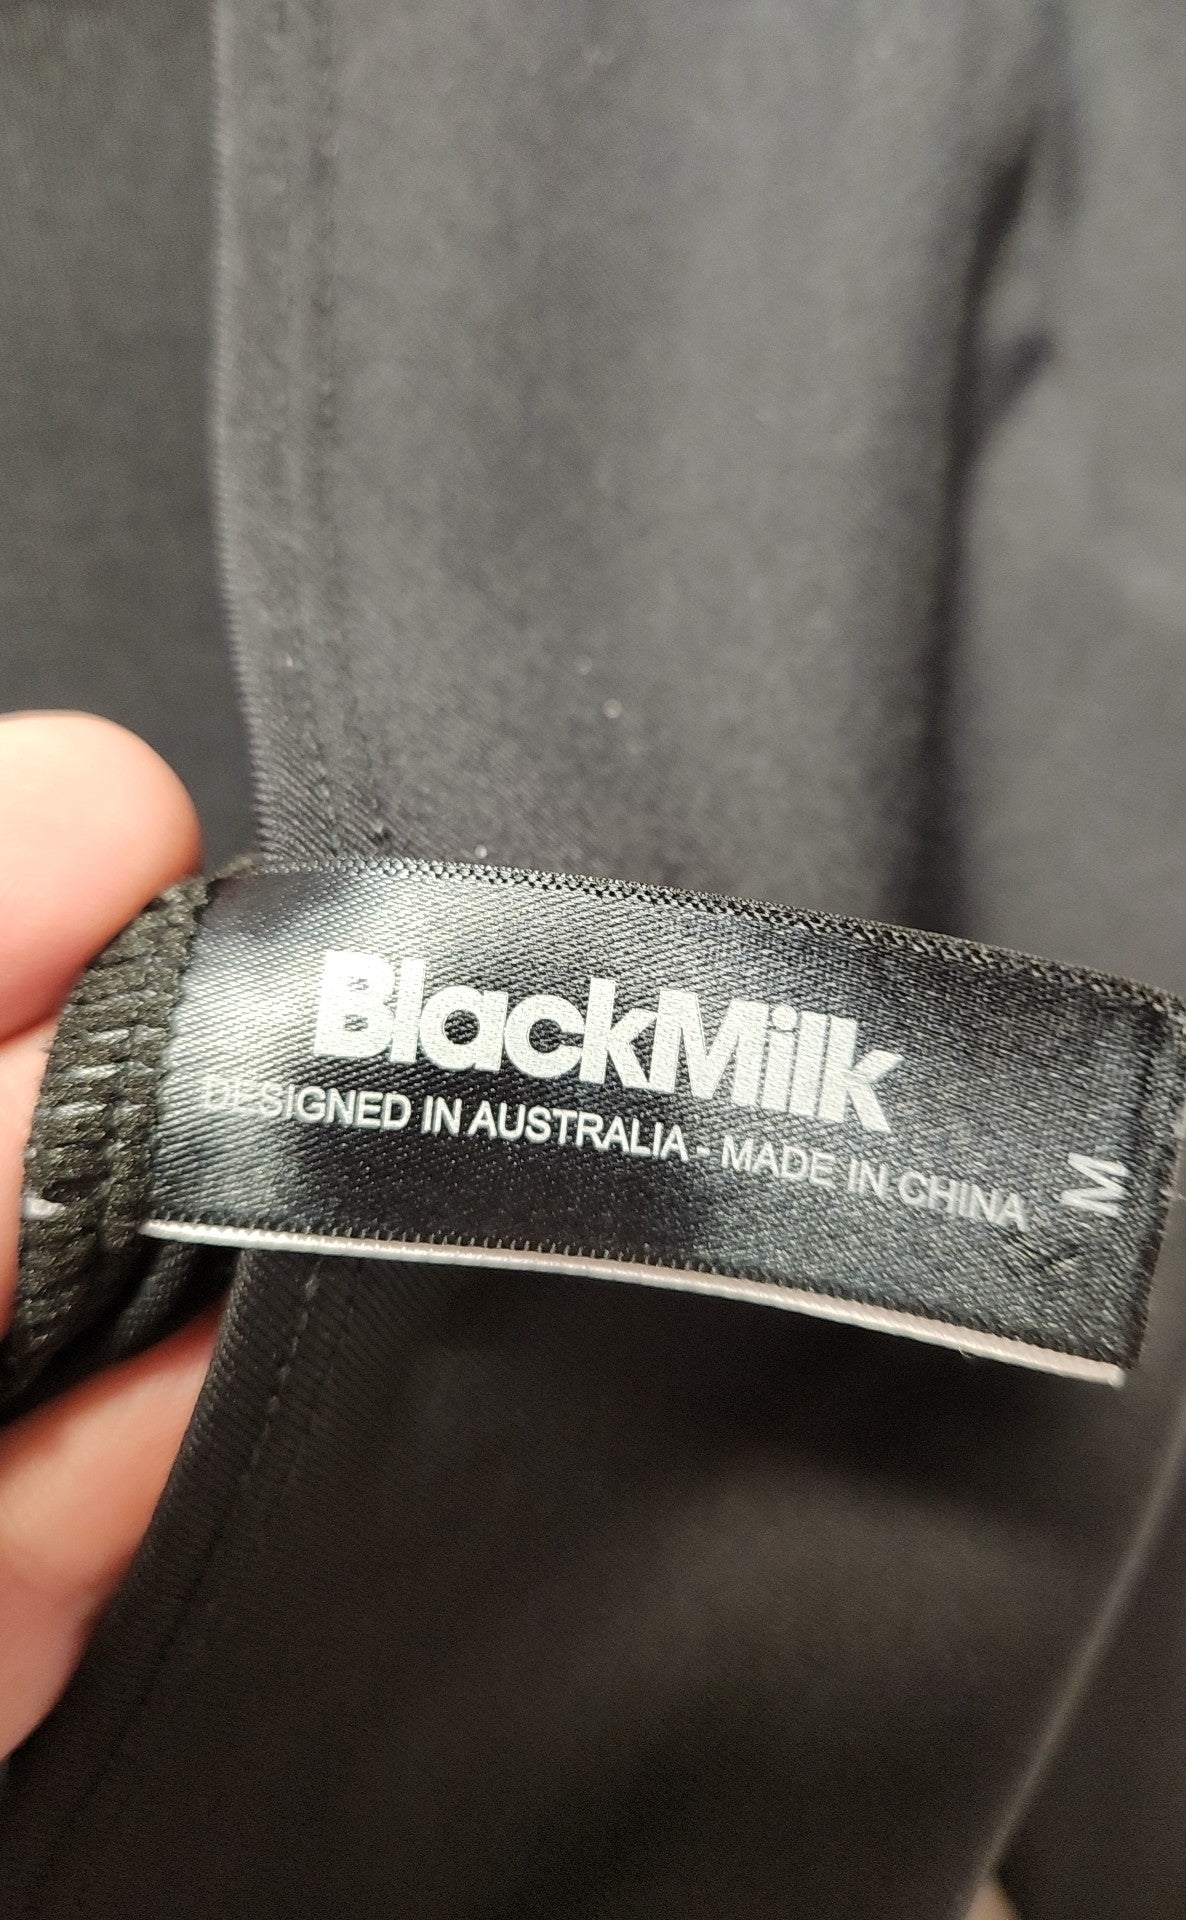 BlackMilk
DESIGNED IN AUSTRALIA - MADE IN CHINA
M